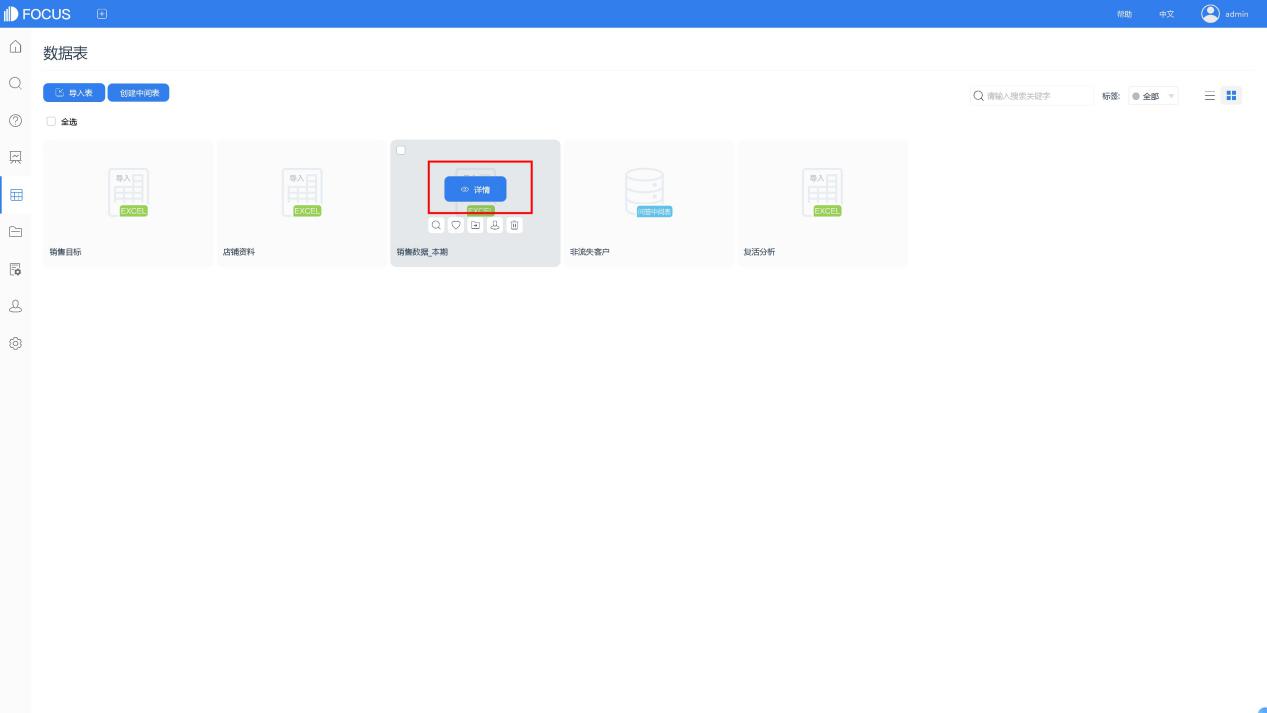 FOCUS
帮助
中文
admin
数据表
导入表
创建中间表
请输入搜索关键字
标签:
全部
全选
导入
EXCEL
销售目标
导入
EXCEL
店铺资料
详情
EXCEL
销售数据_本期
问答中间表
非流失客户
导入
EXCEL
复活分析